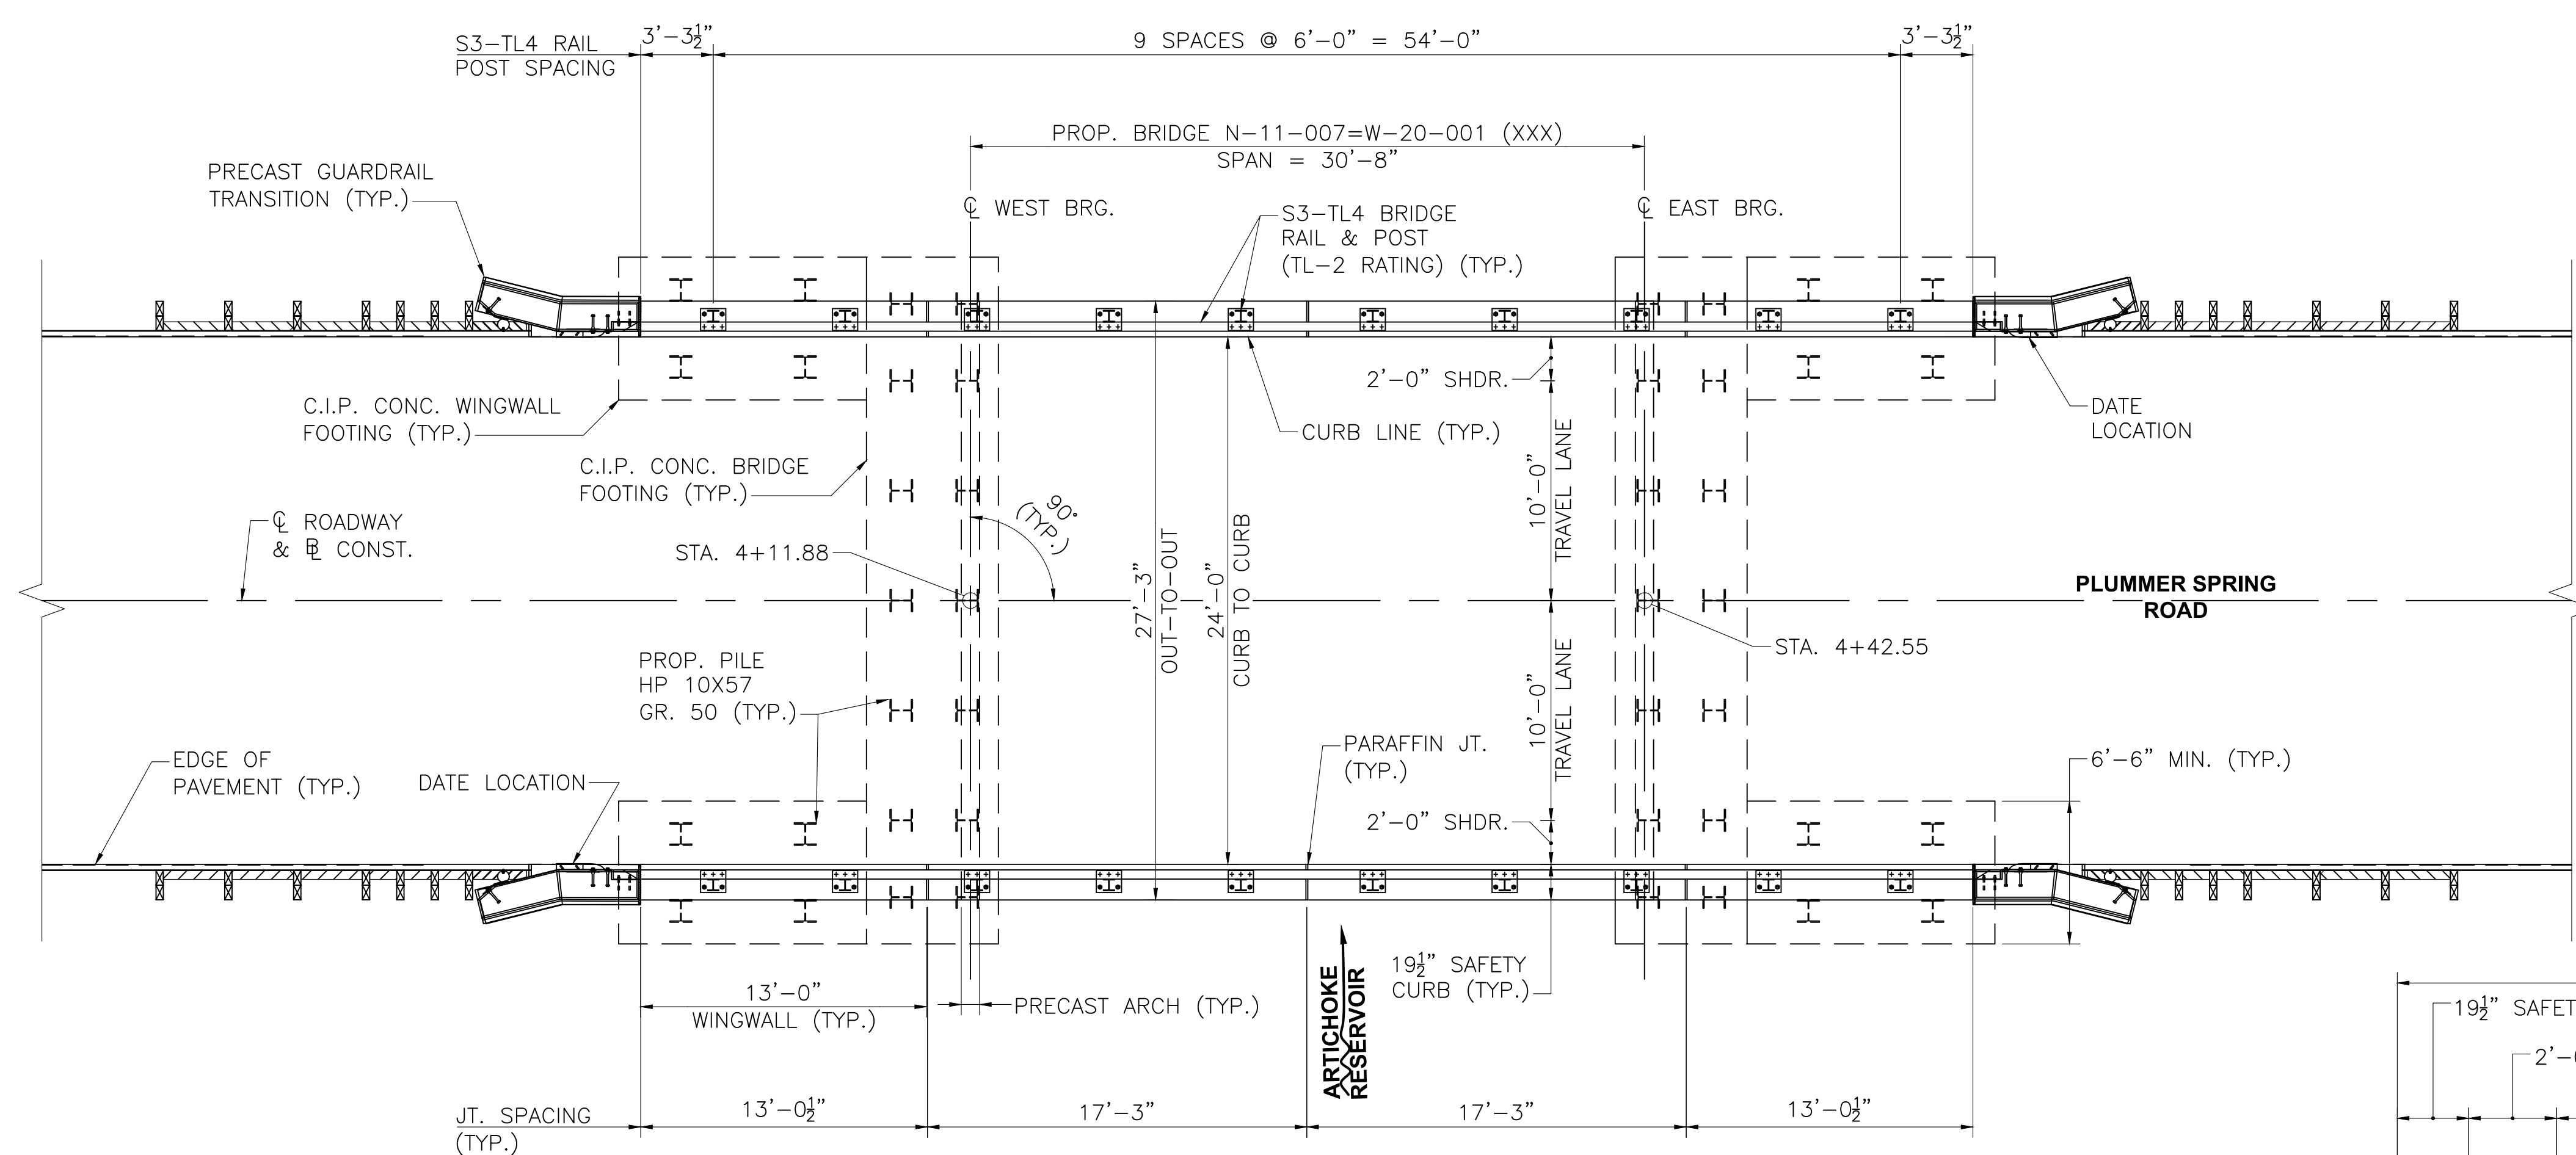 S3-TL4 RAIL
POST SPACING
3'-3½"
9 SPACES @ 6'-0" = 54'-0"
3'-3½"
PROP. BRIDGE N-11-007=W-20-001 (XXX)
SPAN = 30'-8"
PRECAST GUARDRAIL
TRANSITION (TYP.)
℄ WEST BRG.
S3-TL4 BRIDGE
RAIL & POST
(TL-2 RATING) (TYP.)
℄ EAST BRG.
2'-0" SHDR.
C.I.P. CONC. WINGWALL
FOOTING (TYP.)
CURB LINE (TYP.)
DATE
LOCATION
C.I.P. CONC. BRIDGE
FOOTING (TYP.)
10'-0"
TRAVEL LANE
90°
(TYP.)
℄ ROADWAY
& BL CONST.
STA. 4+11.88
27'-3"
OUT-TO-OUT
24'-0"
CURB TO CURB
PLUMMER SPRING
ROAD
STA. 4+42.55
PROP. PILE
HP 10X57
GR. 50 (TYP.)
10'-0"
TRAVEL LANE
PARAFFIN JT.
(TYP.)
EDGE OF
PAVEMENT (TYP.)
DATE LOCATION
6'-6" MIN. (TYP.)
2'-0" SHDR.
19½" SAFETY
CURB (TYP.)
13'-0"
WINGWALL (TYP.)
PRECAST ARCH (TYP.)
ARTICHOKE
RESERVOIR
19½" SAFET
2'-
JT. SPACING
(TYP.)
13'-0½"
17'-3"
17'-3"
13'-0½"